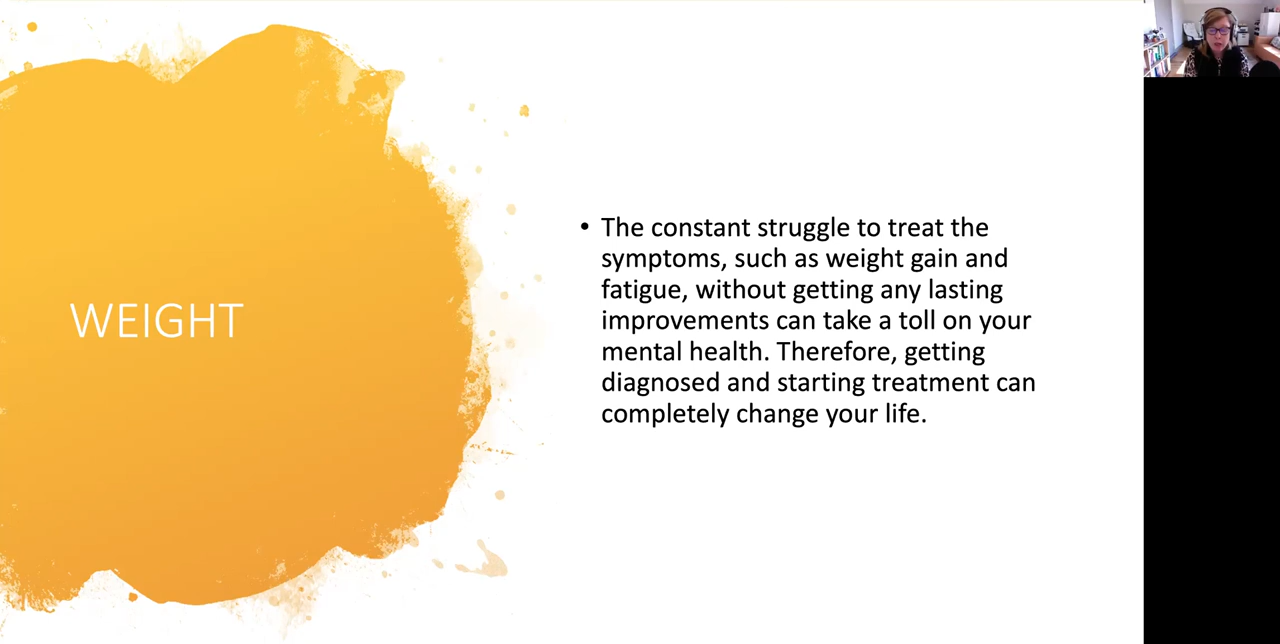 WEIGHT
• The constant struggle to treat the
symptoms, such as weight gain and
fatigue, without getting any lasting
improvements can take a toll on your
mental health. Therefore, getting
diagnosed and starting treatment can
completely change your life.